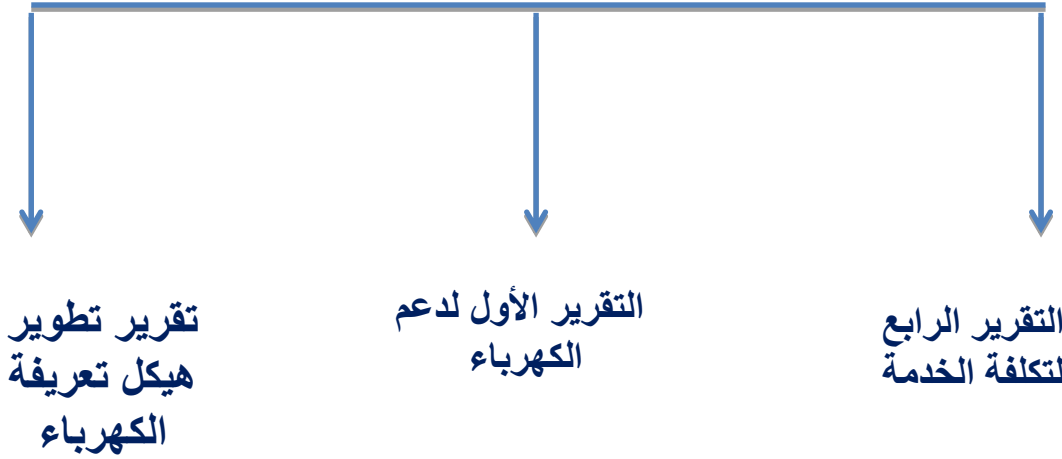 التقرير الرابع
لتكلفة الخدمة
التقرير الأول لدعم
الكهرباء
تقرير تطوير
هيكل تعريفة
الكهرباء